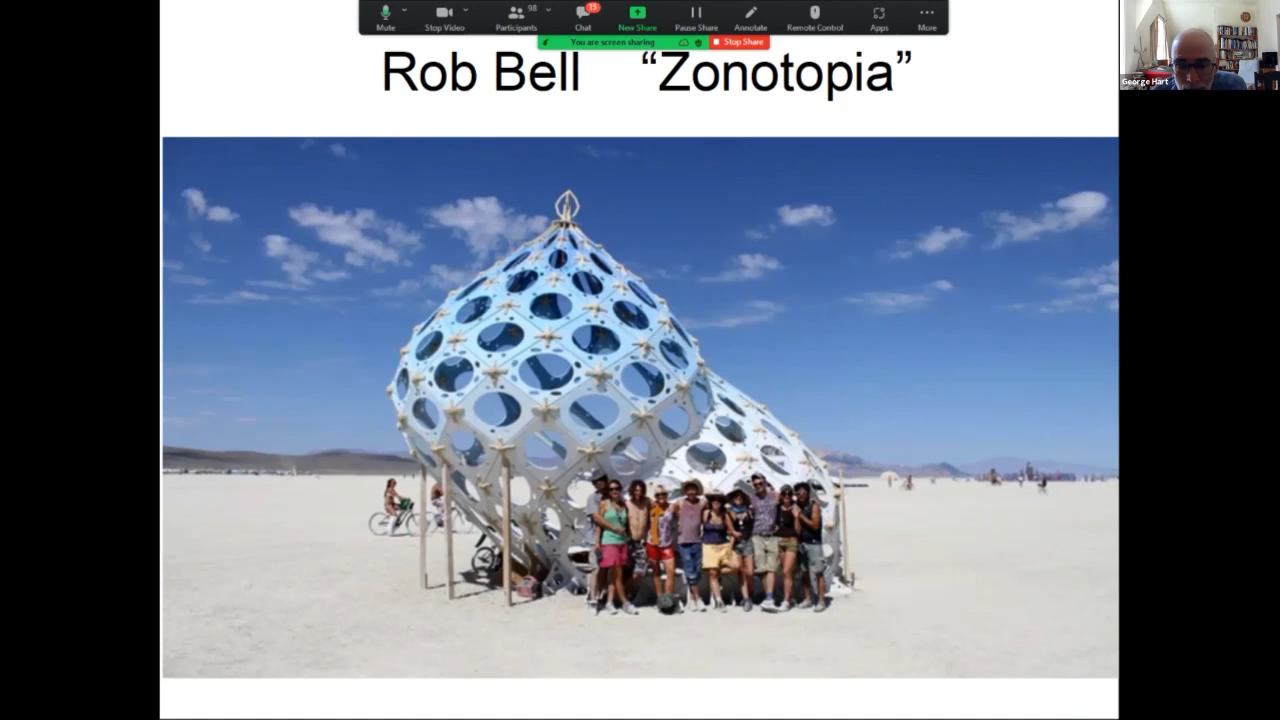 98
15
Mute
Stop Video
Participants
Chat
New Share
Pause Share
Annotate
Remote Control
Apps
More
You are screen sharing
Stop Share
Rob Bell “Zonotopia”
George Hart